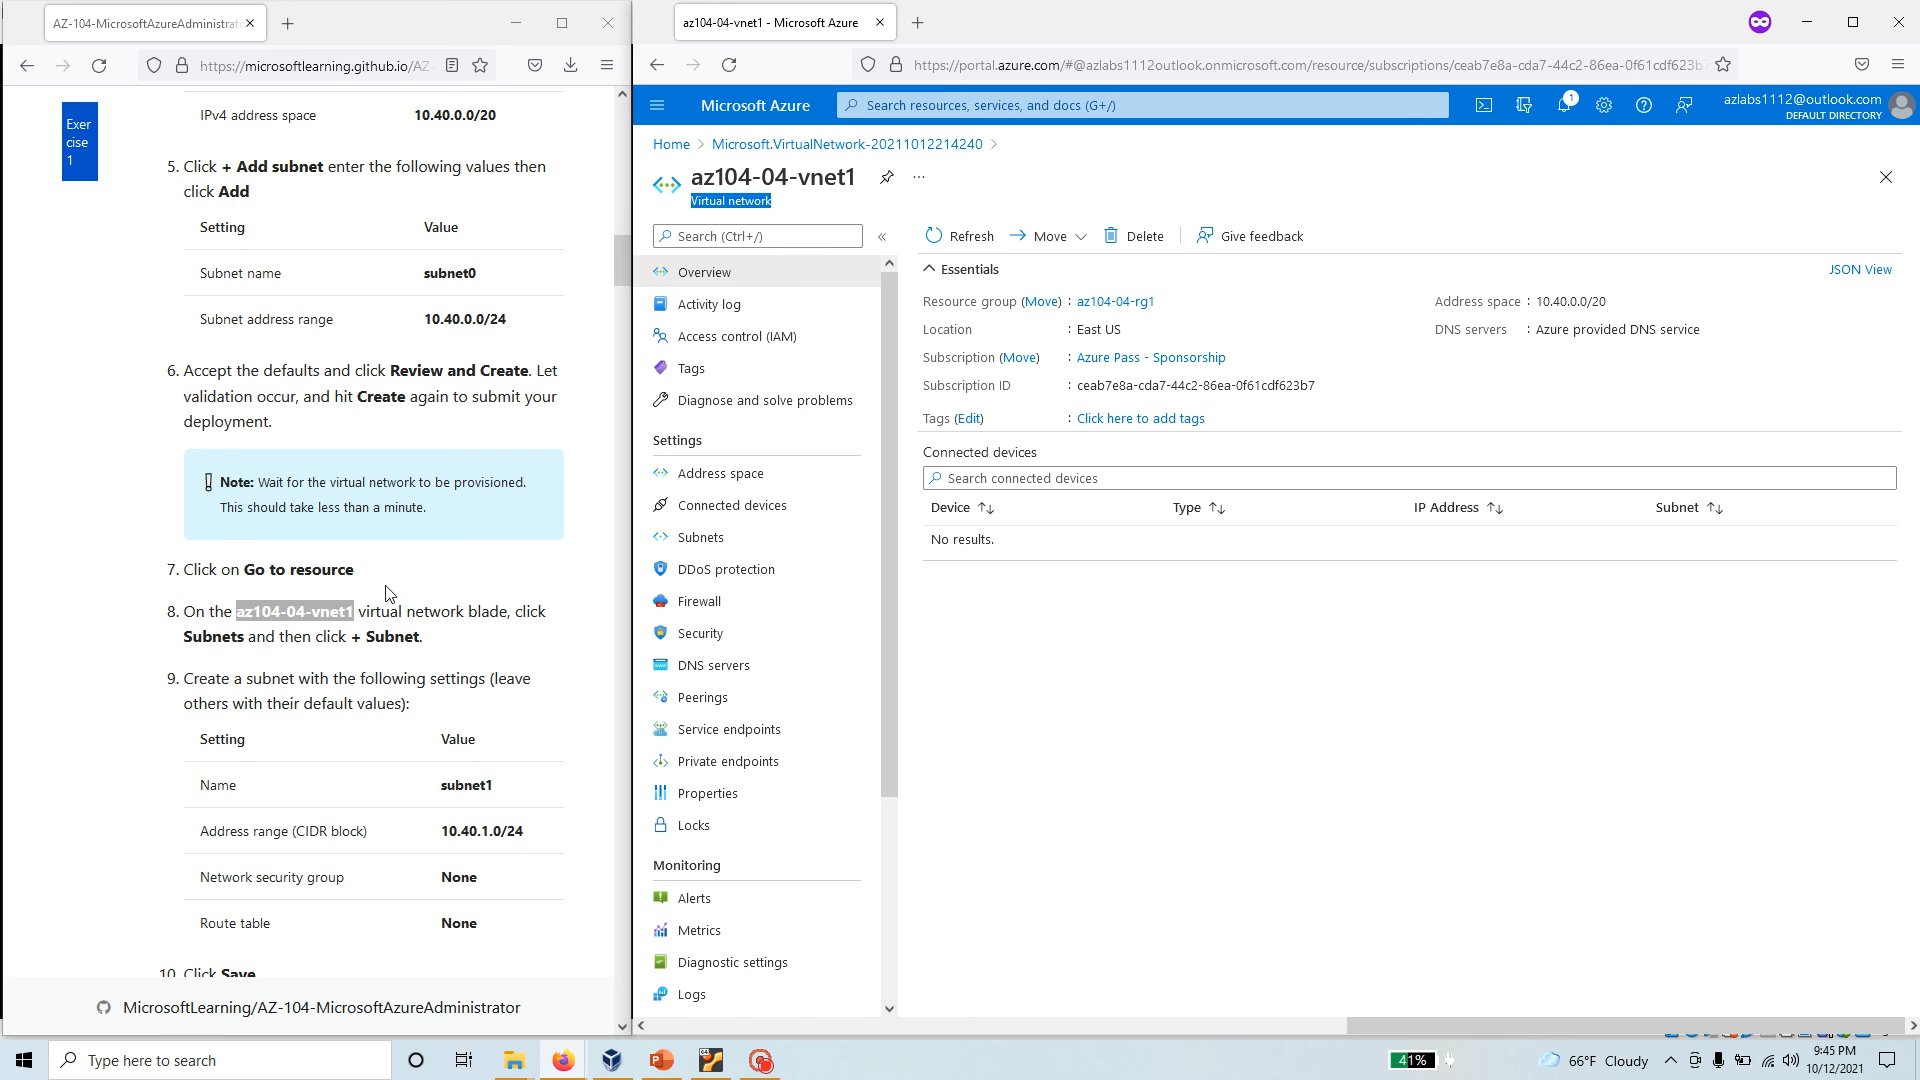 AZ-104-MicrosoftAzureAdministrat
https://microsoftlearning.github.io/AZ-
Exer
cise
1
IPv4 address space 10.40.0.0/20
5. Click + Add subnet enter the following values then
click Add
Setting Value
Subnet name subnet0
Subnet address range 10.40.0.0/24
6. Accept the defaults and click Review and Create. Let
validation occur, and hit Create again to submit your
deployment.
Note: Wait for the virtual network to be provisioned.
This should take less than a minute.
7. Click on Go to resource
8. On the az104-04-vnet1 virtual network blade, click
Subnets and then click + Subnet.
9. Create a subnet with the following settings (leave
others with their default values):
Setting Value
Name subnet1
Address range (CIDR block) 10.40.1.0/24
Network security group None
Route table None
10. Click Save
MicrosoftLearning/AZ-104-MicrosoftAzureAdministrator
az104-04-vnet1 - Microsoft Azure
https://portal.azure.com/#@azlabs1112outlook.onmicrosoft.com/resource/subscriptions/ceab7e8a-cda7-44c2-86ea-0f61cdf623b
Microsoft Azure
Search resources, services, and docs (G+/)
1
azlabs1112@outlook.com
DEFAULT DIRECTORY
Home > Microsoft.VirtualNetwork-20211012214240 >
az104-04-vnet1
...
Virtual network
Search (Ctrl+/)
«
Refresh Move Delete Give feedback
Overview
Activity log
Access control (IAM)
Tags
Diagnose and solve problems
Settings
Address space
Connected devices
Subnets
DDoS protection
Firewall
Security
DNS servers
Peerings
Service endpoints
Private endpoints
Properties
Locks
Monitoring
Alerts
Metrics
Diagnostic settings
Logs
Essentials
JSON View
Resource group (Move) : az104-04-rg1
Location : East US
Subscription (Move) : Azure Pass - Sponsorship
Subscription ID : ceab7e8a-cda7-44c2-86ea-0f61cdf623b7
Tags (Edit) : Click here to add tags
Address space : 10.40.0.0/20
DNS servers : Azure provided DNS service
Connected devices
Search connected devices
Device Type IP Address Subnet
No results.
Type here to search
41%
66°F Cloudy
9:45 PM
10/12/2021